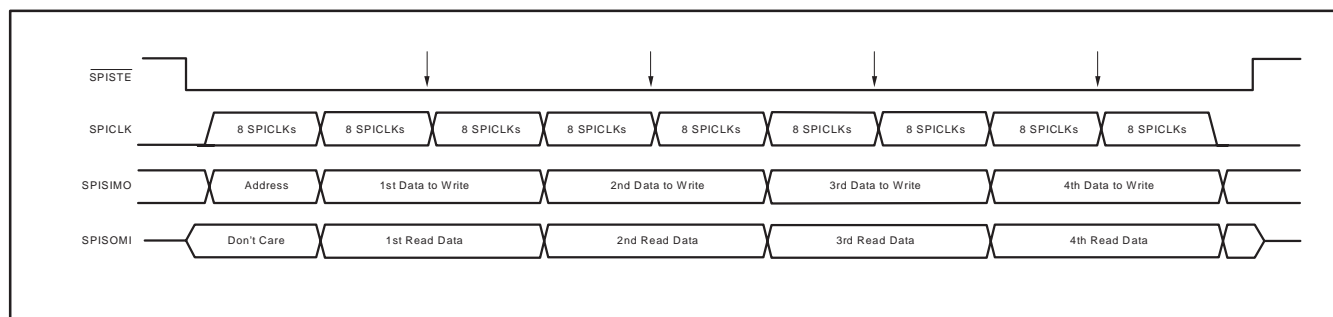 SPISTE
SPICLK 8 SPICLKs 8 SPICLKs 8 SPICLKs 8 SPICLKs 8 SPICLKs 8 SPICLKs 8 SPICLKs 8 SPICLKs 8 SPICLKs
SPISIMO Address 1st Data to Write 2nd Data to Write 3rd Data to Write 4th Data to Write
SPISOMI Don't Care 1st Read Data 2nd Read Data 3rd Read Data 4th Read Data